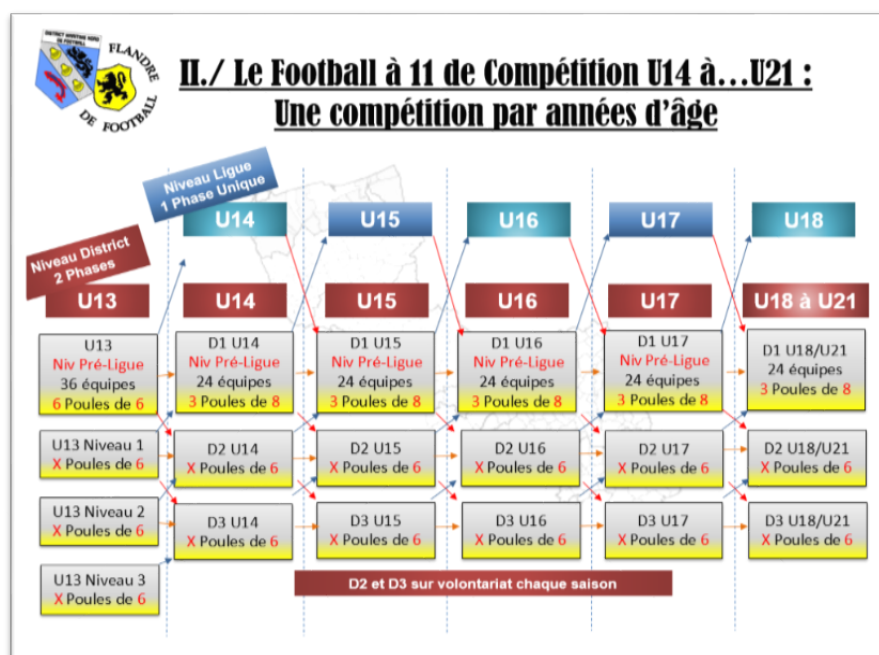 DISTRICT MARITIME NORD
DE FOOTBALL
FLANDRE
DE FOOTBALL
II./ Le Football à 11 de Compétition U14 à...U21 :
Une compétition par années d'âge
Niveau Ligue
1 Phase Unique
U14
U15
U16
U17
U18
Niveau District
2 Phases
U13
U14
U15
U16
U17
U18 à U21
U13
Niv Pré-Ligue
36 équipes
6 Poules de 6
D1 U14
Niv Pré-Ligue
24 équipes
3 Poules de 8
D1 U15
Niv Pré-Ligue
24 équipes
3 Poules de 8
D1 U16
Niv Pré-Ligue
24 équipes
3 Poules de 8
D1 U17
Niv Pré-Ligue
24 équipes
3 Poules de 8
D1 U18/U21
24 équipes
3 Poules de 8
U13 Niveau 1
X Poules de 6
D2 U14
X Poules de 6
D2 U15
X Poules de 6
D2 U16
X Poules de 6
D2 U17
X Poules de 6
D2 U18/U21
X Poules de 6
U13 Niveau 2
X Poules de 6
D3 U14
X Poules de 6
D3 U15
X Poules de 6
D3 U16
X Poules de 6
D3 U17
X Poules de 6
D3 U18/U21
X Poules de 6
U13 Niveau 3
X Poules de 6
D2 et D3 sur volontariat chaque saison